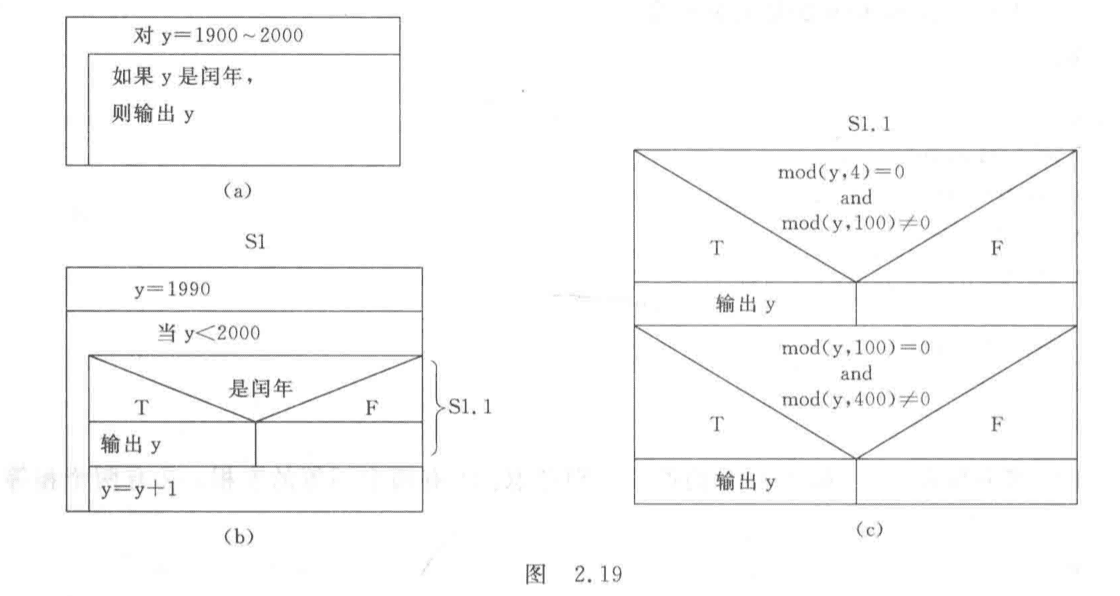 对 y=1900~2000
如果 y 是闰年,
则输出 y
(a)
S1
y=1990
当 y<2000
是闰年
T
F
S1.1
输出 y
y=y+1
(b)
S1.1
mod(y,4)=0
and
mod(y,100)≠0
T
F
输出 y
mod(y,100)=0
and
mod(y,400)≠0
T
F
输出 y
(c)
图 2.19